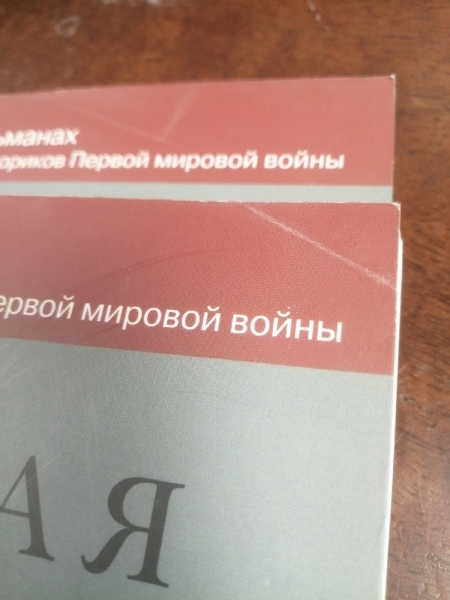 ьманах
ориков Первой мировой войны
ервой мировой войны
АЯ